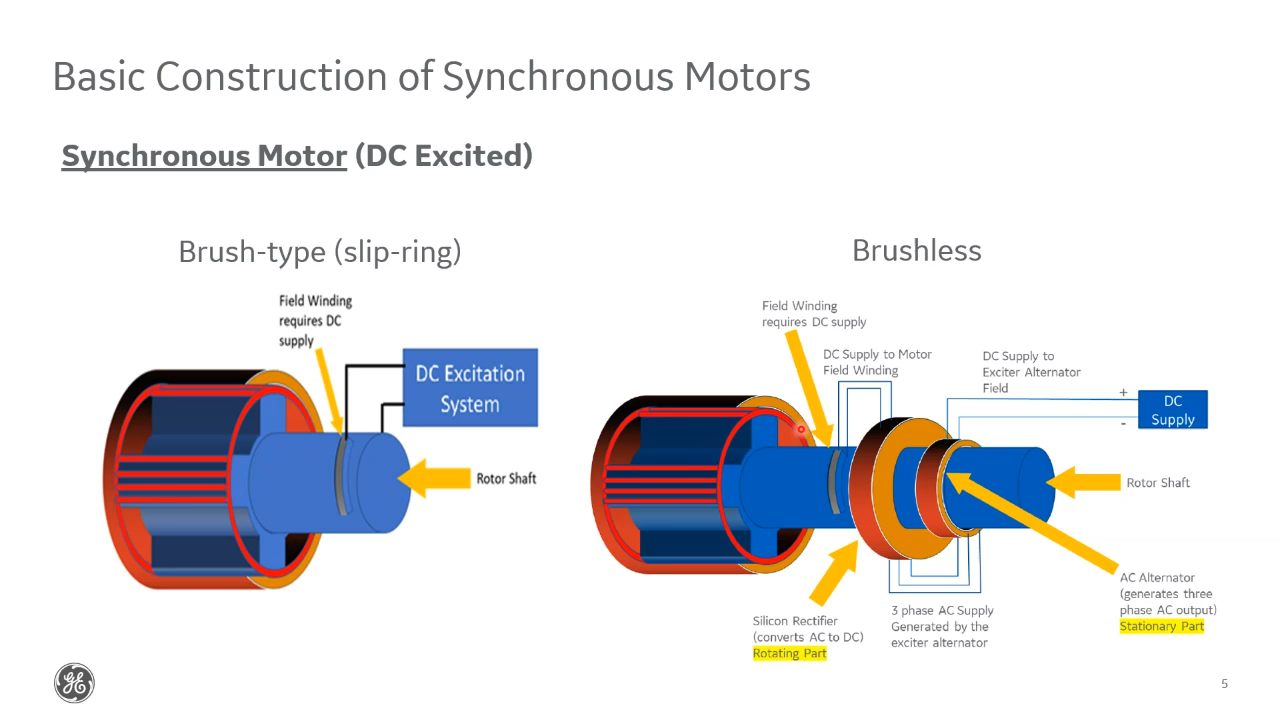 Basic Construction of Synchronous Motors
Synchronous Motor (DC Excited)
Brush-type (slip-ring)
Field Winding
requires DC
supply
DC Excitation
System
Rotor Shaft
Brushless
Field Winding
requires DC supply
DC Supply to Motor
Field Winding
DC Supply to
Exciter Alternator
Field
+
-
DC
Supply
Rotor Shaft
AC Alternator
(generates three
phase AC output)
Stationary Part
Silicon Rectifier
(converts AC to DC)
Rotating Part
3 phase AC Supply
Generated by the
exciter alternator
GE
5